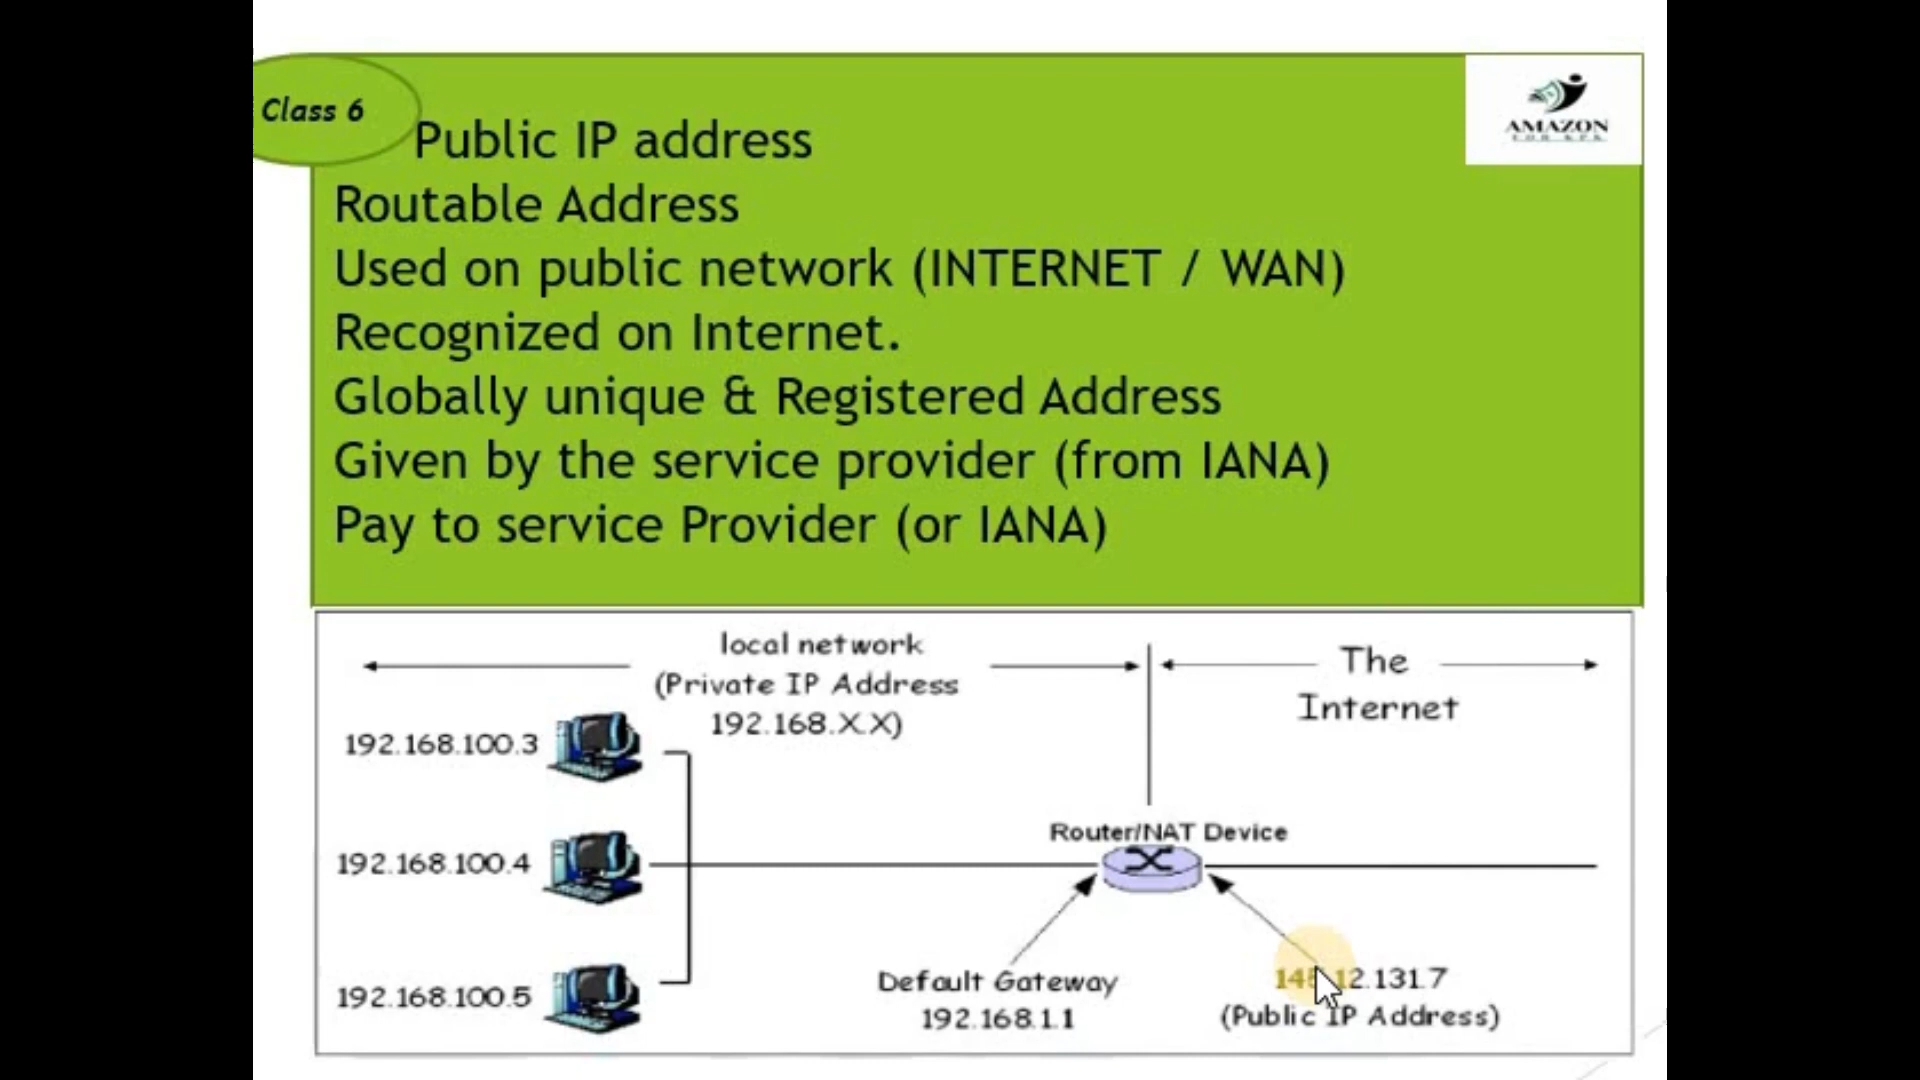 Class 6
AMAZON
Public IP address
Routable Address
Used on public network (INTERNET / WAN)
Recognized on Internet.
Globally unique & Registered Address
Given by the service provider (from IANA)
Pay to service Provider (or IANA)
local network
(Private IP Address
192.168.X.X)
The
Internet
192.168.100.3
192.168.100.4
192.168.100.5
Router/NAT Device
Default Gateway
192.168.1.1
(Public IP Address)